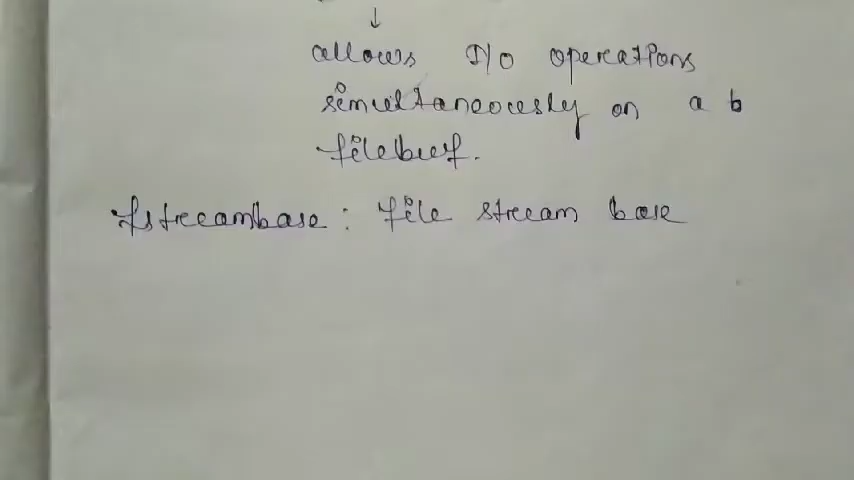 ↓
allows I/O operations
simultaneously on a b
filebuf.
fstreambase : file stream base